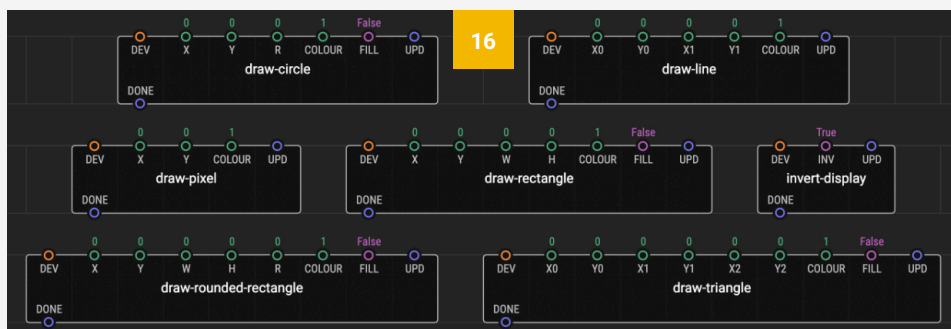 0 0 0 1 False
DEV X Y R COLOUR FILL UPD
draw-circle
DONE
16
0 0 0 0 1
DEV X0 Y0 X1 Y1 COLOUR UPD
draw-line
DONE
0 0 1
DEV X Y COLOUR UPD
draw-pixel
DONE
0 0 0 0 1 False
DEV X Y W H COLOUR FILL UPD
draw-rectangle
DONE
True
DEV INV UPD
invert-display
DONE
0 0 0 0 0 1 False
DEV X Y W H R COLOUR FILL UPD
draw-rounded-rectangle
DONE
0 0 0 0 0 0 1 False
DEV X0 Y0 X1 Y1 X2 Y2 COLOUR FILL UPD
draw-triangle
DONE